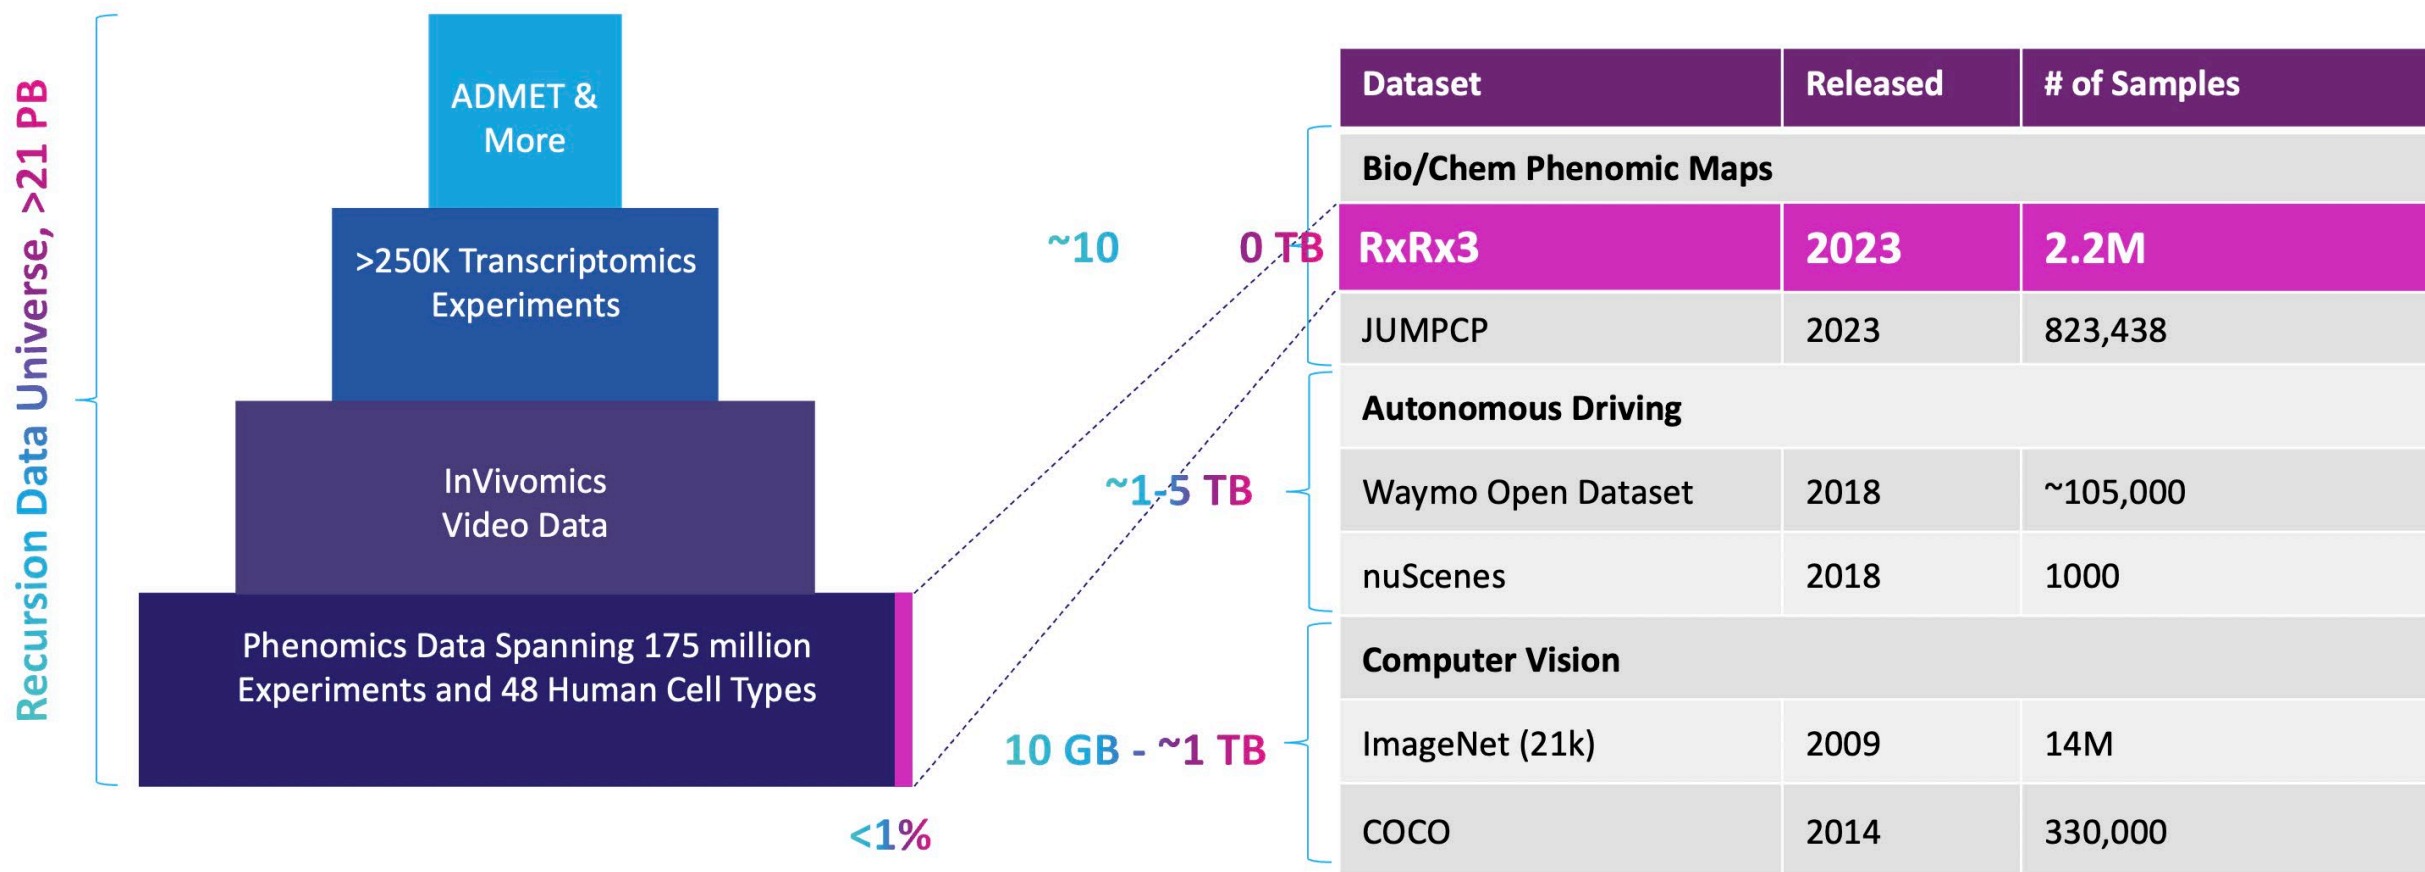 Recursion Data Universe, >21 PB
ADMET &
More
>250K Transcriptomics
Experiments
InVivomics
Video Data
Phenomics Data Spanning 175 million
Experiments and 48 Human Cell Types
<1%
~10 0 TB
~1-5 TB
10 GB - ~1 TB
Dataset Released # of Samples
Bio/Chem Phenomic Maps
RxRx3 2023 2.2M
JUMPCP 2023 823,438
Autonomous Driving
Waymo Open Dataset 2018 ~105,000
nuScenes 2018 1000
Computer Vision
ImageNet (21k) 2009 14M
COCO 2014 330,000